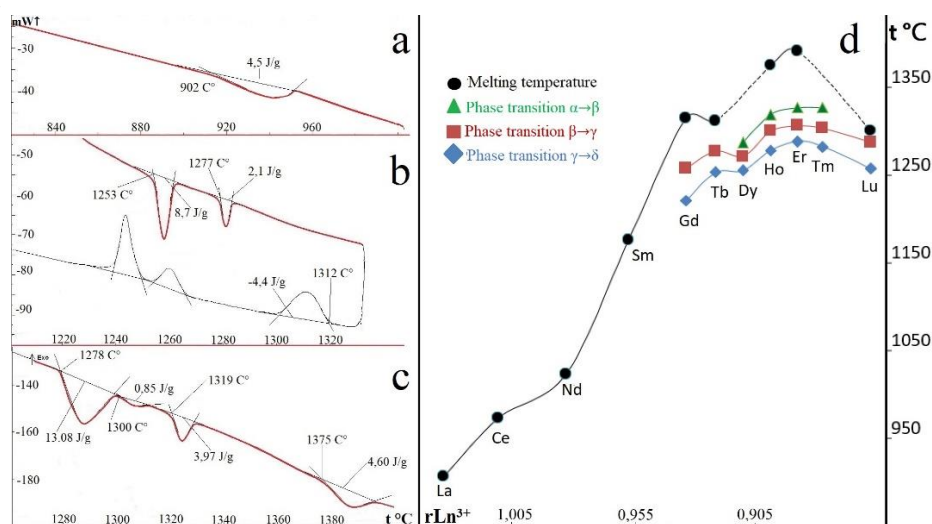 mW↑
a
-30
-40
4,5 J/g
902 C°
840
880
920
960
b
-50
-60
-70
-80
-90
1253 C°
8,7 J/g
1277 C°
2,1 J/g
-4,4 J/g
1312 C°
1220
1240
1260
1280
1300
1320
c
Exo
-140
-160
-180
1278 C°
13.08 J/g
0,85 J/g
1300 C°
1319 C°
3,97 J/g
1375 C°
4,60 J/g
1280
1300
1320
1340
1360
1385
t °C
d
t °C
Melting temperature
Phase transition α→β
Phase transition β→γ
Phase transition γ→δ
1350
1250
1150
1050
950
La
Ce
Nd
Sm
Gd
Tb
Dy
Ho
Er
Tm
Lu
rLn³⁺
1,005
0,955
0,905